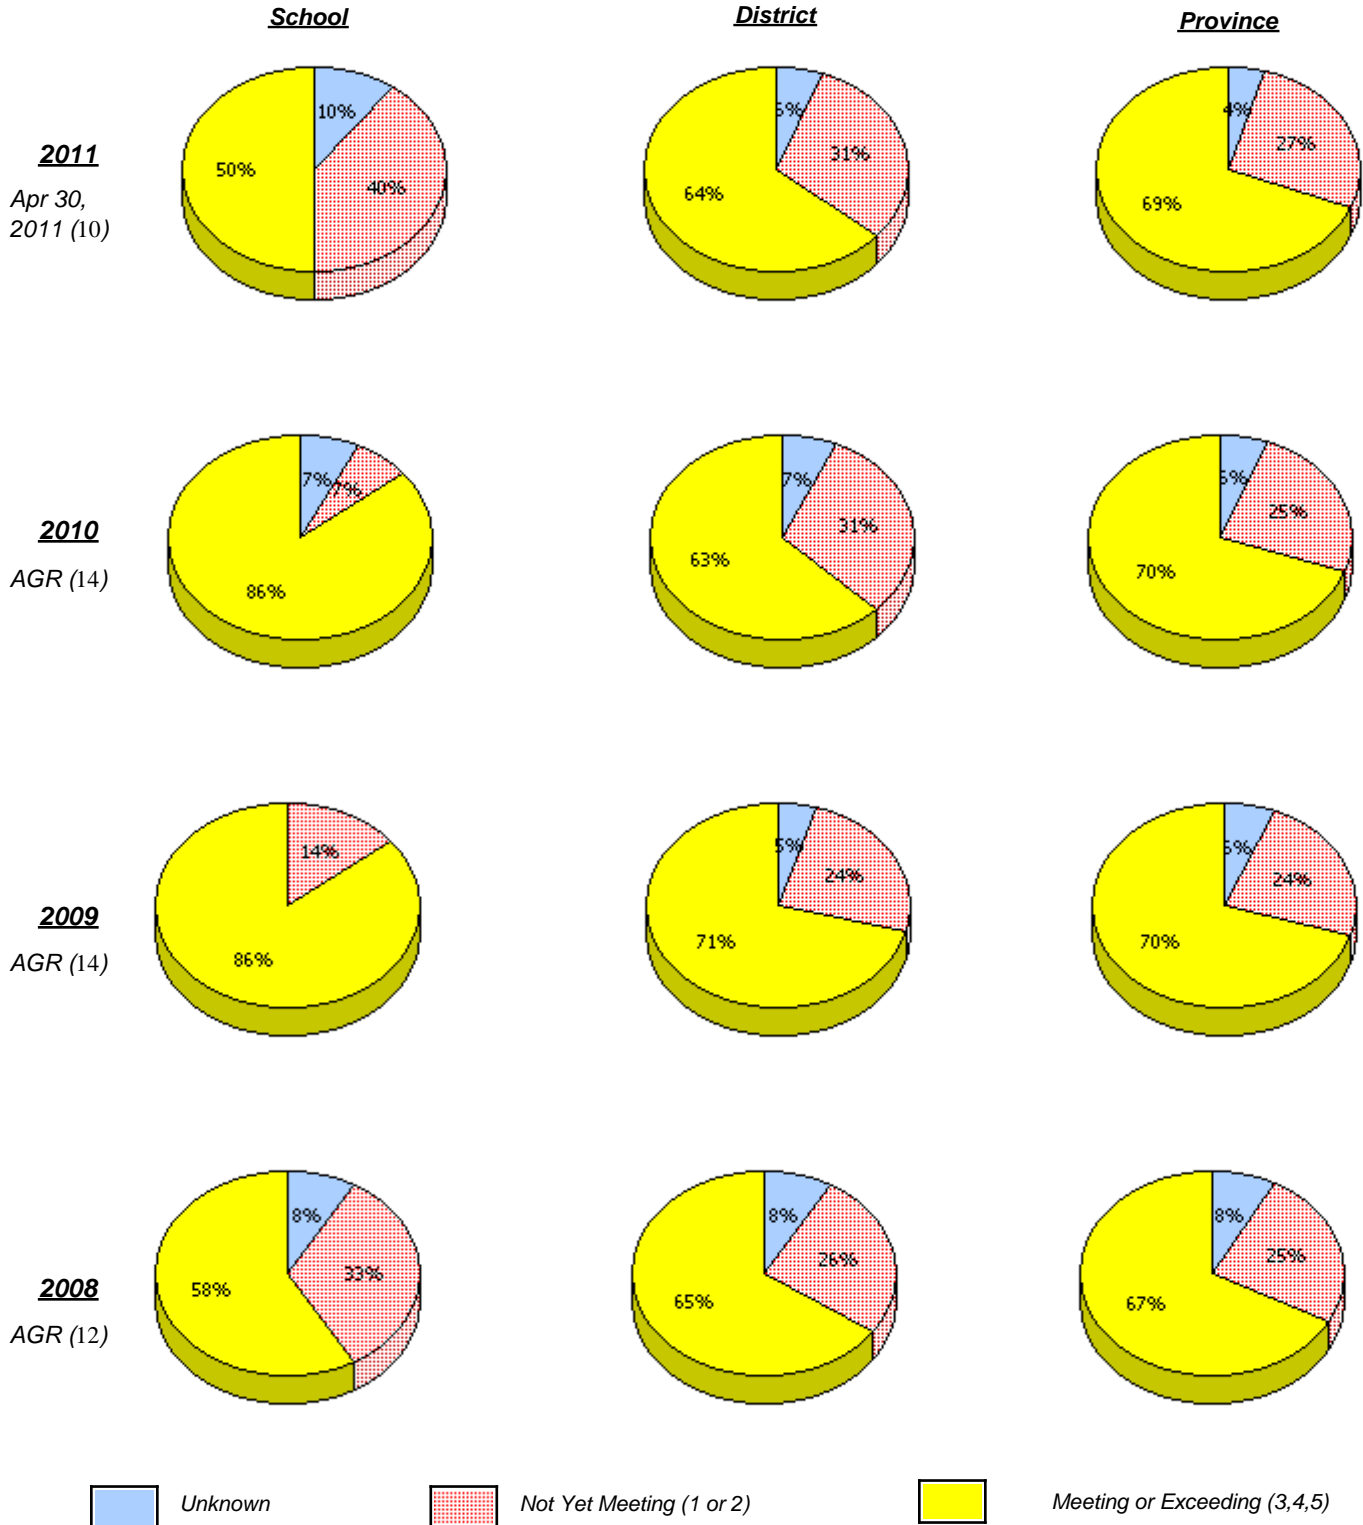 School District Province
10% 5% 4%
31% 27%
2011 50% 40% 64% 69%
Apr 30,
2011 (10)
7% 7% 7% 5%
31% 25%
2010
63% 70%
AGR (14) 86%
14% 5% 24% 24%
2009
71% 70%
AGR (14) 86%
8% 8% 8%
33% 26% 25%
2008 58% 65% 67%
AGR (12)
Unknown Not Yet Meeting (1 or 2) Meeting or Exceeding (3,4,5)